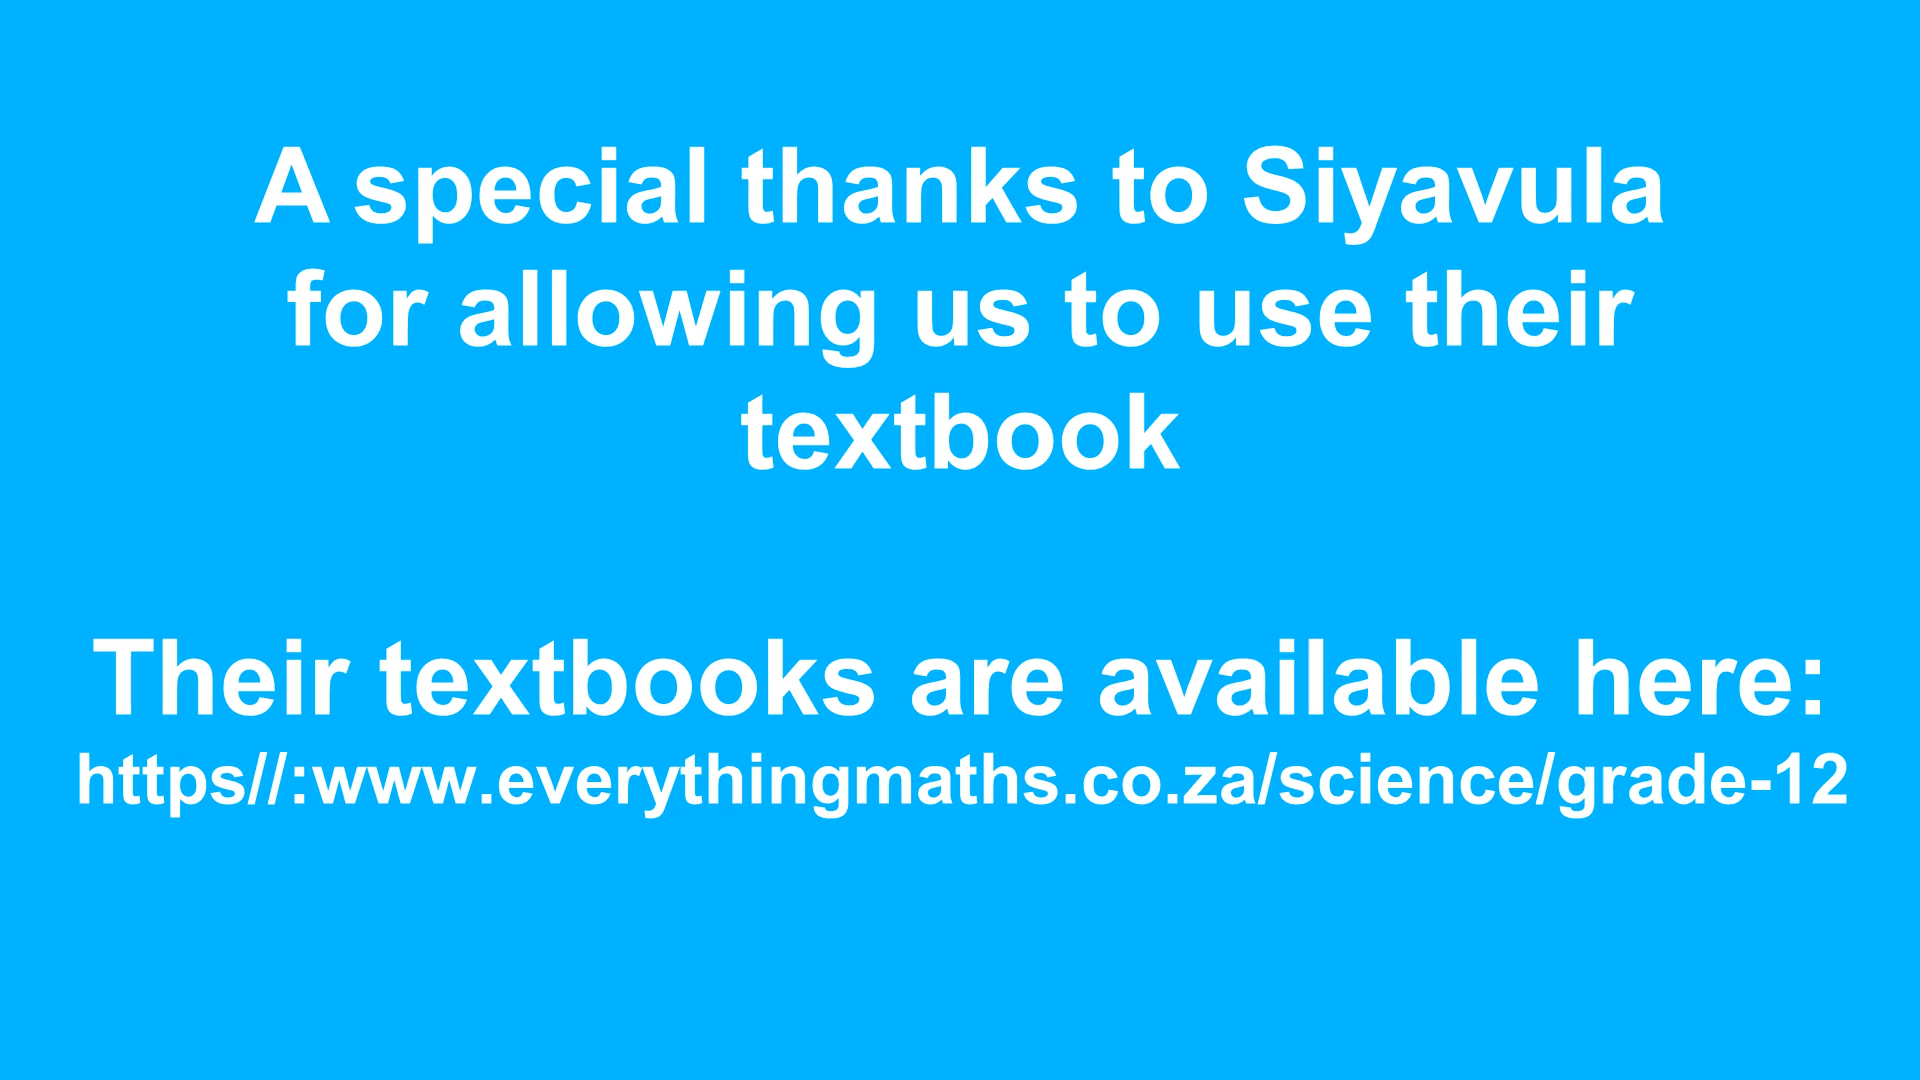 A special thanks to Siyavula
for allowing us to use their
textbook
Their textbooks are available here:
https//:www.everythingmaths.co.za/science/grade-12